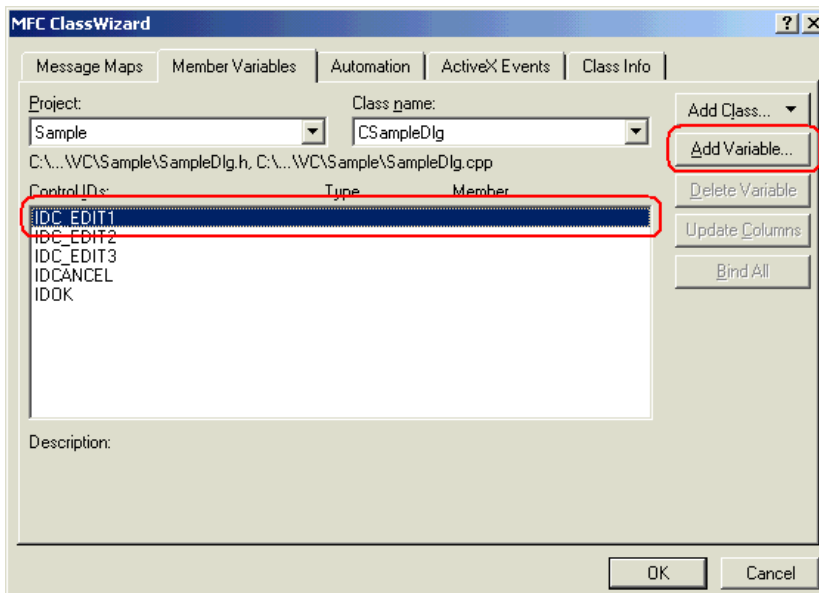 MFC ClassWizard
Message Maps Member Variables Automation ActiveX Events Class Info
Project: Class name:
Add Class...
Sample CSampleDlg
Add Variable...
C:\...\VC\Sample\SampleDlg.h, C:\...\VC\Sample\SampleDlg.cpp
Control IDs: Type Member
Delete Variable
IDC_EDIT1
IDC_EDIT2
Update Columns
IDC_EDIT3
IDCANCEL
Bind All
IDOK
Description:
OK Cancel